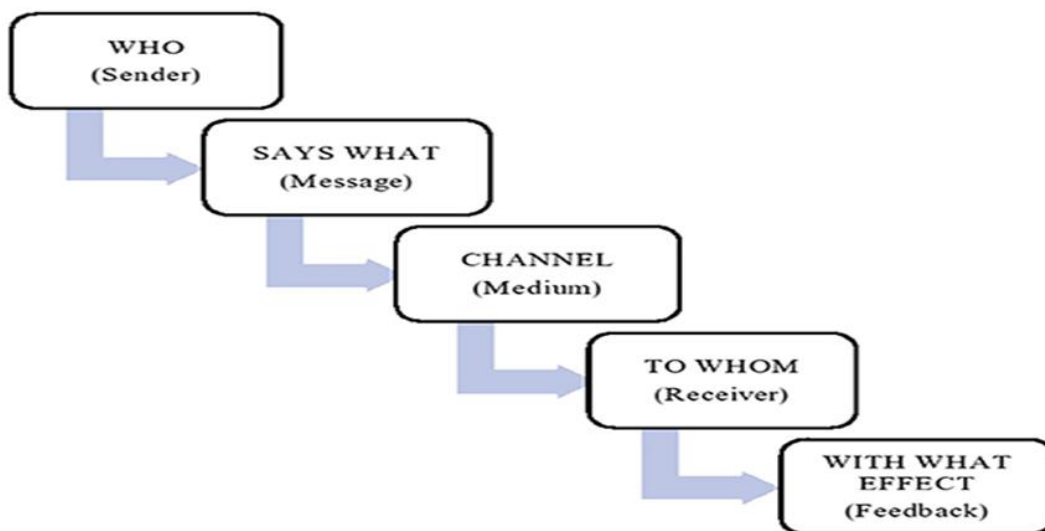 WHO
(Sender)
SAYS WHAT
(Message)
CHANNEL
(Medium)
TO WHOM
(Receiver)
WITH WHAT
EFFECT
(Feedback)